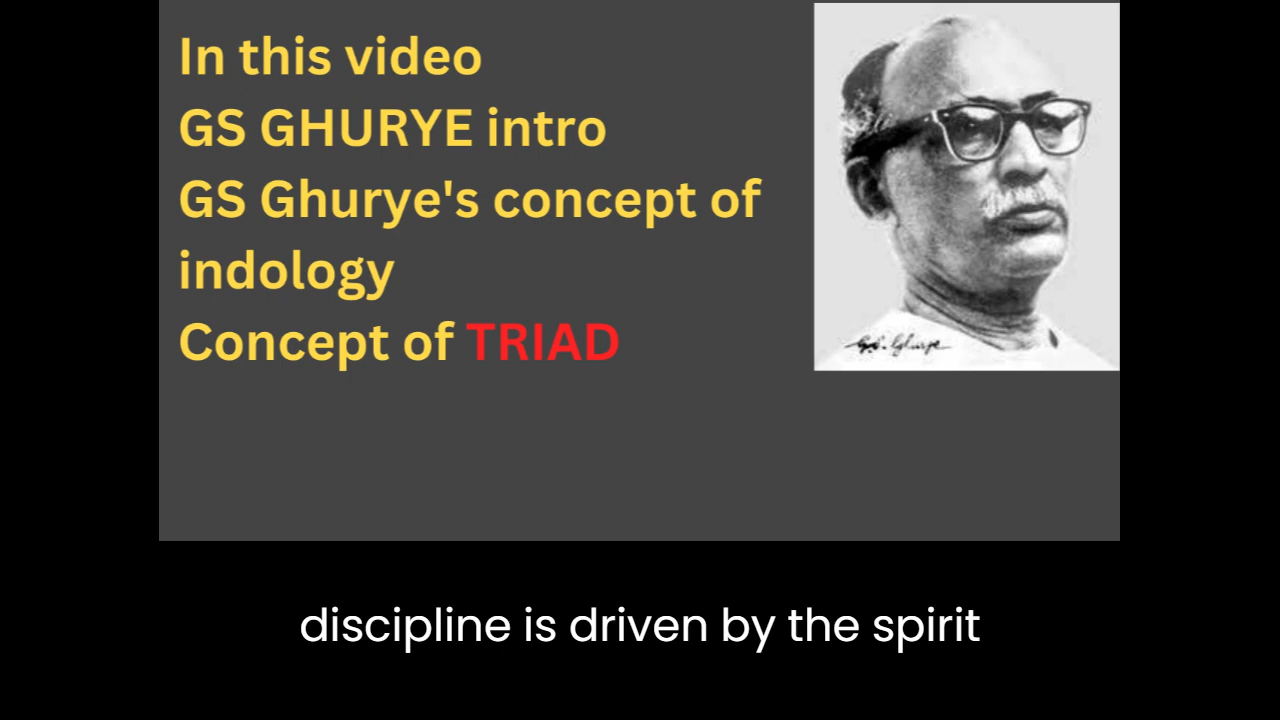 In this video
GS GHURYE intro
GS Ghurye's concept of
indology
Concept of TRIAD
G.S. Ghurye
discipline is driven by the spirit